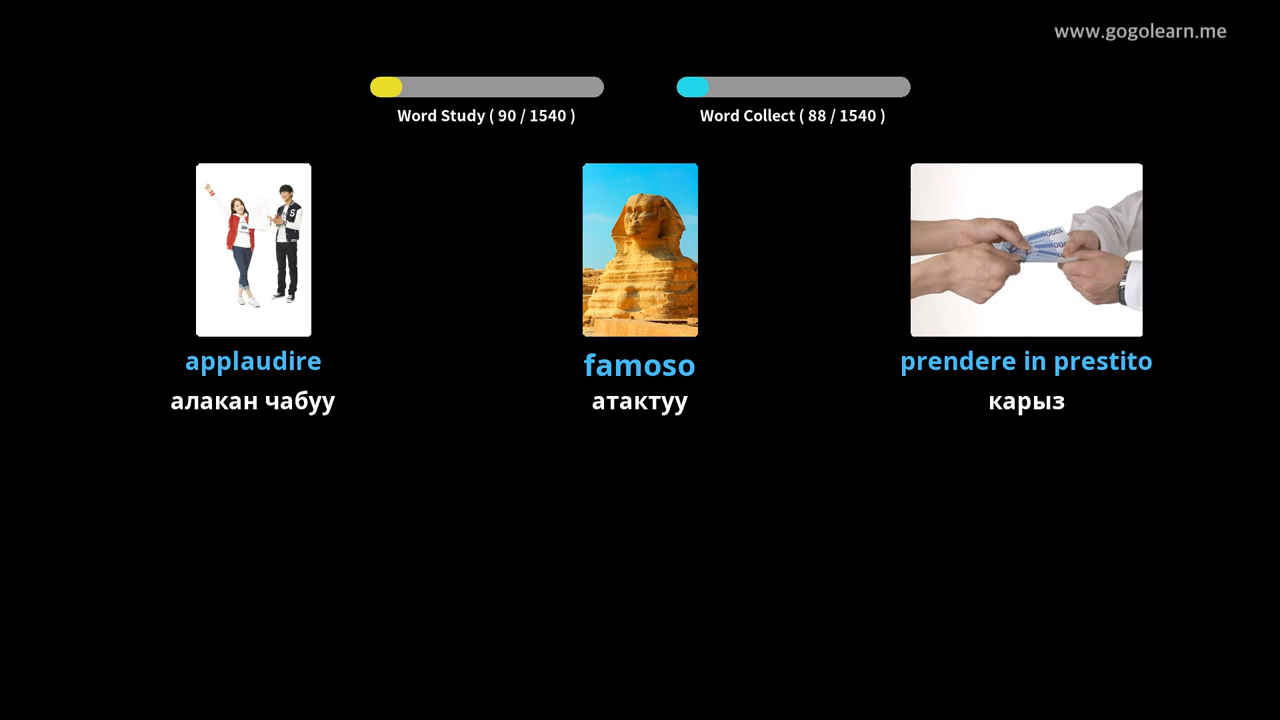 www.gogolearn.me
Word Study ( 90 / 1540 )
Word Collect ( 88 / 1540 )
applaudire
famoso
prendere in prestito
алакан чабуу
атактуу
карыз